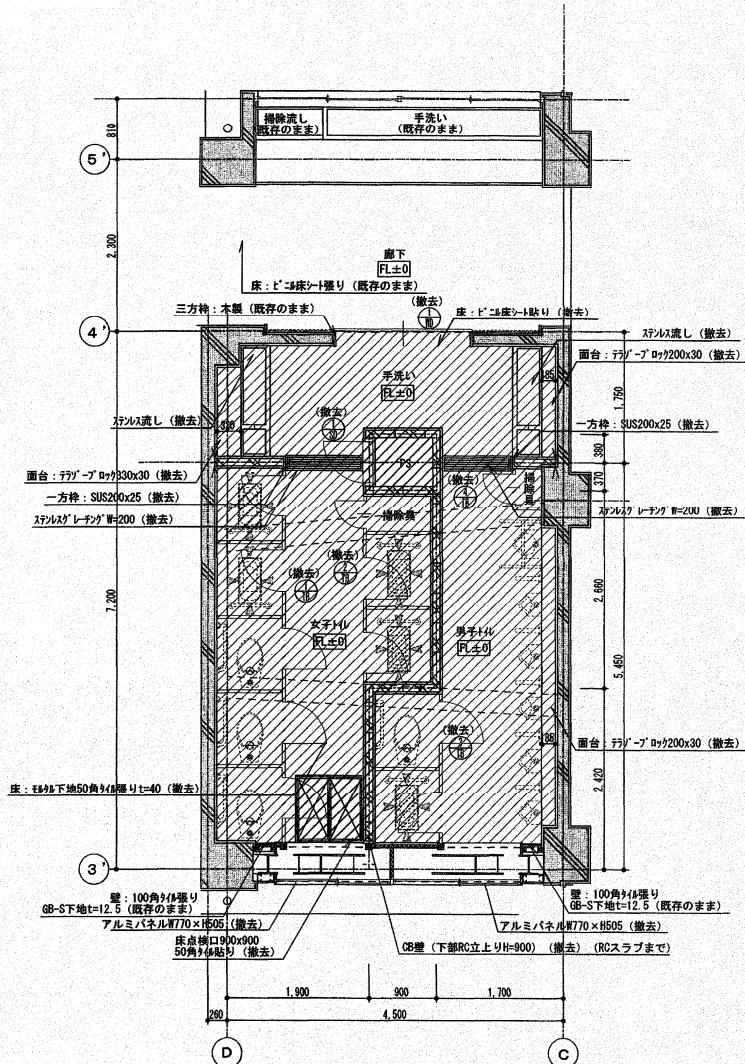 掃除流し
(既存のまま)
手洗い
(既存のまま)
810
5'
2,300
廊下
FL±0
床：ビニル床シート張り (既存のまま)
三方枠：木製 (既存のまま)
(撤去)
1
床：ビニル床シート貼り (撤去)
4'
ステンレス流し (撤去)
面台：テラゾーブロック200x30 (撤去)
手洗い
FL±0
85
1,750
ステンレス流し (撤去)
(撤去)
1
一方枠：SUS200x25 (撤去)
380
PS
面台：テラゾーブロック330x30 (撤去)
掃除具
370
(撤去)
一方枠：SUS200x25 (撤去)
ステンレスグレーチング W=200 (撤去)
ステンレスグレーチング W=200 (撤去)
掃除具
7,200
(撤去)
(撤去)
2,660
女子トイレ
FL±0
男子トイレ
FL±0
5,450
(撤去)
85
面台：テラゾーブロック200x30 (撤去)
2,420
床：モルタル下地50角タイル張りt=40 (撤去)
3'
壁：100角タイル張り
GB-S下地t=12.5 (既存のまま)
壁：100角タイル張り
GB-S下地t=12.5 (既存のまま)
アルミパネルW770×H505 (撤去)
アルミパネルW770×H505 (撤去)
床点検口900x900
50角タイル貼り (撤去)
CB壁 (下部RC立上りH=900) (撤去) (RCスラブまで)
1,900
900
1,700
260
4,500
D
C